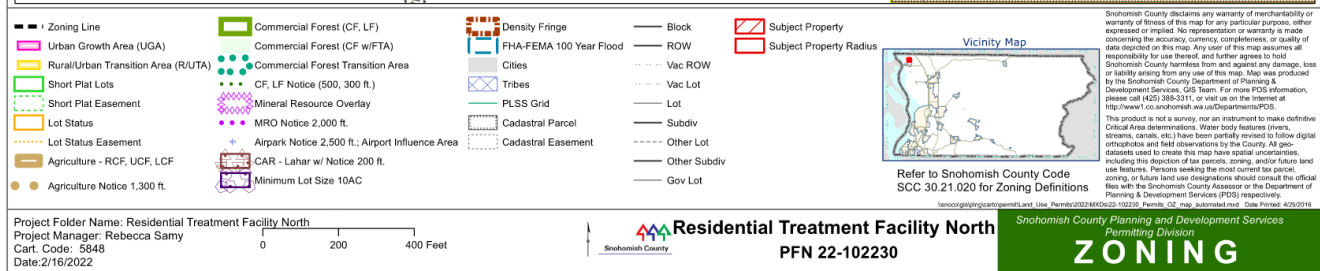 Zoning Line
Urban Growth Area (UGA)
Rural/Urban Transition Area (R/UTA)
Short Plat Lots
Short Plat Easement
Lot Status
Lot Status Easement
Agriculture - RCF, UCF, LCF
Agriculture Notice 1,300 ft.
Commercial Forest (CF, LF)
Commercial Forest (CF w/FTA)
Commercial Forest Transition Area
CF, LF Notice (500, 300 ft.)
Mineral Resource Overlay
MRO Notice 2,000 ft.
Airpark Notice 2,500 ft.; Airport Influence Area
CAR - Lahar w/ Notice 200 ft.
Minimum Lot Size 10AC
Density Fringe
FHA-FEMA 100 Year Flood
Cities
Tribes
PLSS Grid
Cadastral Parcel
Cadastral Easement
Block
ROW
Vac ROW
Vac Lot
Lot
Subdiv
Other Lot
Other Subdiv
Gov Lot
Subject Property
Subject Property Radius
Vicinity Map
Refer to Snohomish County Code
SCC 30.21.020 for Zoning Definitions
Snohomish County disclaims any warranty of merchantability or
warranty of fitness of this map for any particular purpose, either
expressed or implied. No representation or warranty is made
concerning the accuracy, currency, completeness, or quality of
data depicted on this map. Any user of this map assumes all
responsibility for use thereof, and further agrees to hold
Snohomish County harmless from and against any damage, loss
or liability arising from any use of this map. Map was produced
by the Snohomish County Department of Planning &
Development Services, GIS Team. For more PDS information,
please call (425) 388-3311, or visit us on the Internet at
http://www1.co.snohomish.wa.us/Departments/PDS.
This product is not a survey, nor an instrument to make definitive
Critical Area determinations. Water body features (rivers,
streams, canals, etc.) have been partially revised to follow digital
orthophotos and field observations by the County. All geo-
datasets used to create this map have spatial uncertainties,
including this depiction of tax parcels, zoning, and/or future land
use features. Persons seeking the most current tax parcel,
zoning, or future land use designations should consult the official
files with the Snohomish County Assessor or the Department of
Planning & Development Services (PDS) respectively.
\\snoco\gis\plng\carto\permit\Land_Use_Permits\2022\MXDs\22-102230_Permits_OZ_map_automated.mxd Date Printed: 4/25/2016
Project Folder Name: Residential Treatment Facility North
Project Manager: Rebecca Samy
Cart. Code: 5848
Date:2/16/2022
0 200 400 Feet
Snohomish County
Residential Treatment Facility North
PFN 22-102230
Snohomish County Planning and Development Services
Permitting Division
ZONING